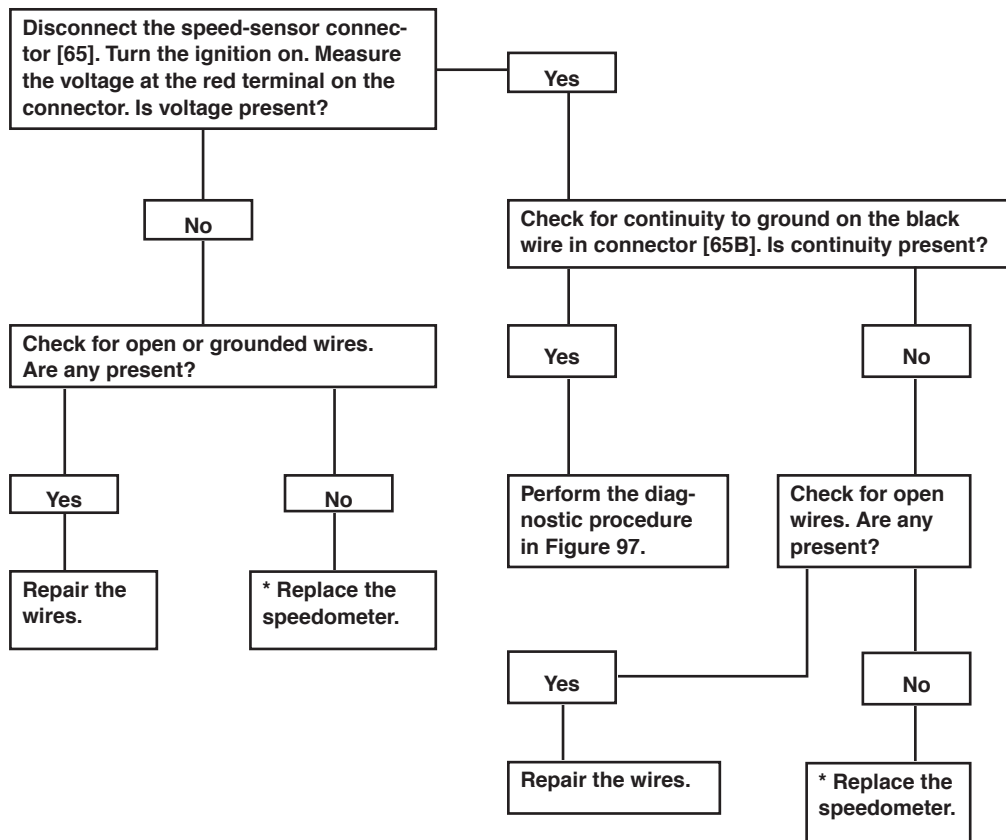 Disconnect the speed-sensor connec-
tor [65]. Turn the ignition on. Measure
the voltage at the red terminal on the
connector. Is voltage present?
Yes
No
Check for continuity to ground on the black
wire in connector [65B]. Is continuity present?
Check for open or grounded wires.
Are any present?
Yes
No
Yes
No
Perform the diag-
nostic procedure
in Figure 97.
Check for open
wires. Are any
present?
Repair the
wires.
* Replace the
speedometer.
Yes
No
Repair the wires.
* Replace the
speedometer.